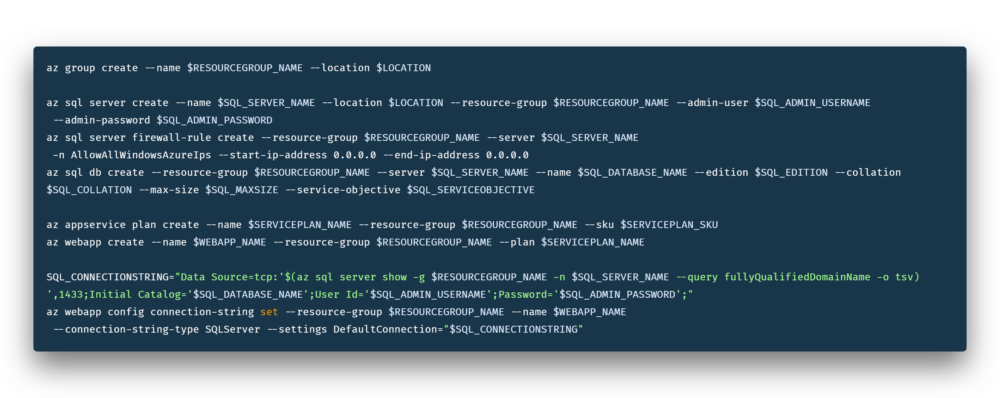 az group create --name $RESOURCEGROUP_NAME --location $LOCATION
az sql server create --name $SQL_SERVER_NAME --location $LOCATION --resource-group $RESOURCEGROUP_NAME --admin-user $SQL_ADMIN_USERNAME
--admin-password $SQL_ADMIN_PASSWORD
az sql server firewall-rule create --resource-group $RESOURCEGROUP_NAME --server $SQL_SERVER_NAME
-n AllowAllWindowsAzureIps --start-ip-address 0.0.0.0 --end-ip-address 0.0.0.0
az sql db create --resource-group $RESOURCEGROUP_NAME --server $SQL_SERVER_NAME --name $SQL_DATABASE_NAME --edition $SQL_EDITION --collation
$SQL_COLLATION --max-size $SQL_MAXSIZE --service-objective $SQL_SERVICEOBJECTIVE
az appservice plan create --name $SERVICEPLAN_NAME --resource-group $RESOURCEGROUP_NAME --sku $SERVICEPLAN_SKU
az webapp create --name $WEBAPP_NAME --resource-group $RESOURCEGROUP_NAME --plan $SERVICEPLAN_NAME
SQL_CONNECTIONSTRING="Data Source=tcp:'$(az sql server show -g $RESOURCEGROUP_NAME -n $SQL_SERVER_NAME --query fullyQualifiedDomainName -o tsv)
',1433;Initial Catalog='$SQL_DATABASE_NAME';User Id='$SQL_ADMIN_USERNAME';Password='$SQL_ADMIN_PASSWORD';"
az webapp config connection-string set --resource-group $RESOURCEGROUP_NAME --name $WEBAPP_NAME
--connection-string-type SQLServer --settings DefaultConnection="$SQL_CONNECTIONSTRING"